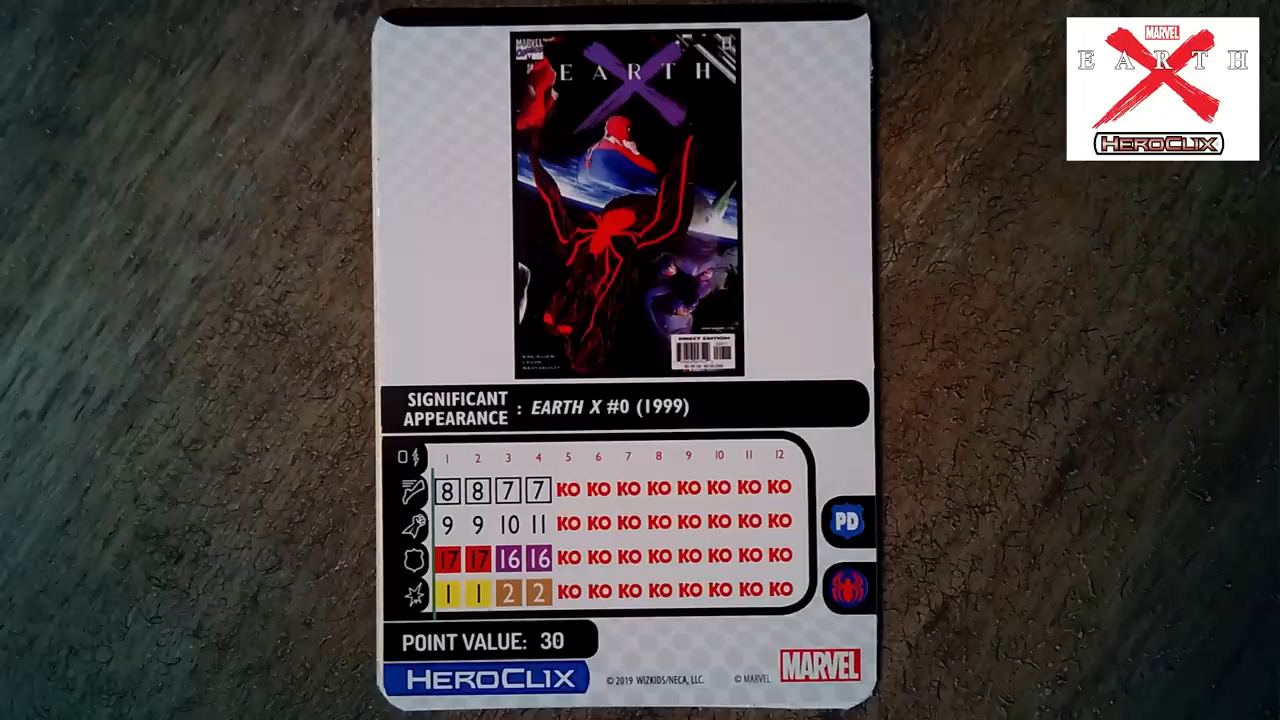 MARVEL
EARTH
X
HEROCLIX
MARVEL
EARTH
X
DIRECT EDITION
SIGNIFICANT
APPEARANCE : EARTH X #0 (1999)
0 1 2 3 4 5 6 7 8 9 10 11 12
8 8 7 7 KO KO KO KO KO KO KO KO
9 9 10 11 KO KO KO KO KO KO KO KO
17 17 16 16 KO KO KO KO KO KO KO KO
1 1 2 2 KO KO KO KO KO KO KO KO
PD
POINT VALUE: 30
HEROCLIX
© 2019 WIZKIDS/NECA, LLC.
© MARVEL
MARVEL